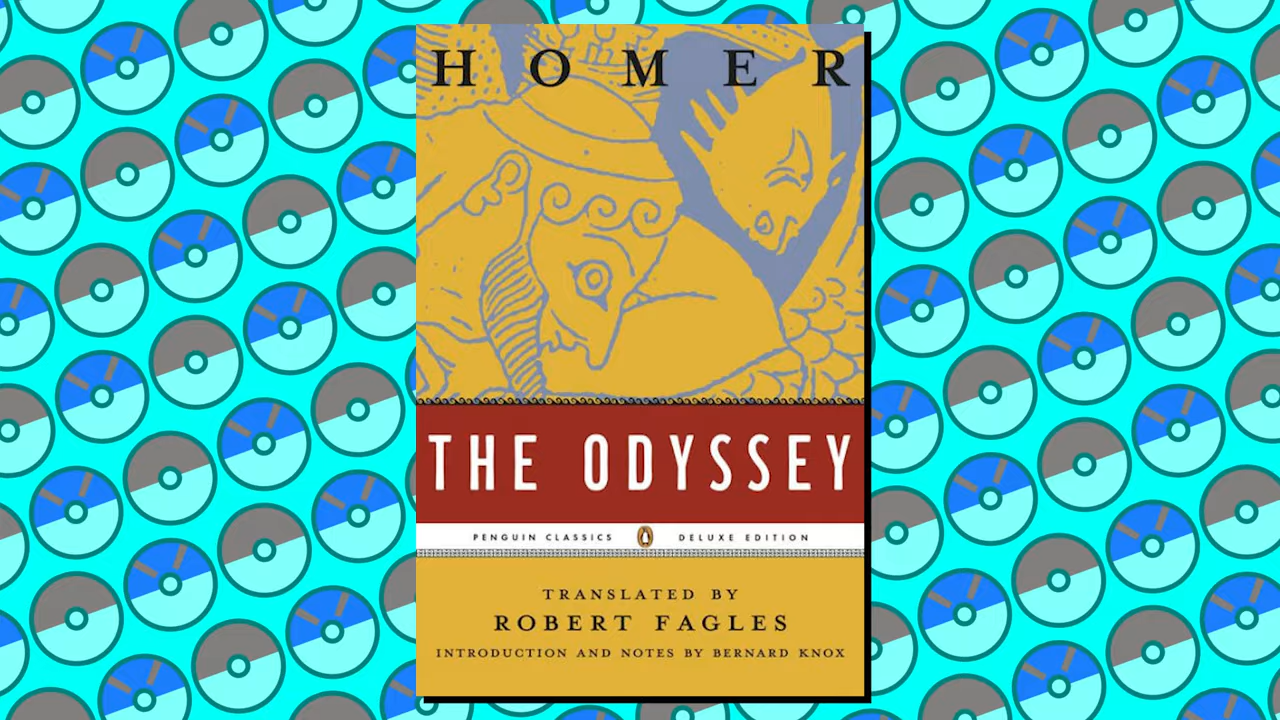 HOMER
THE ODYSSEY
PENGUIN CLASSICS DELUXE EDITION
TRANSLATED BY
ROBERT FAGLES
INTRODUCTION AND NOTES BY BERNARD KNOX